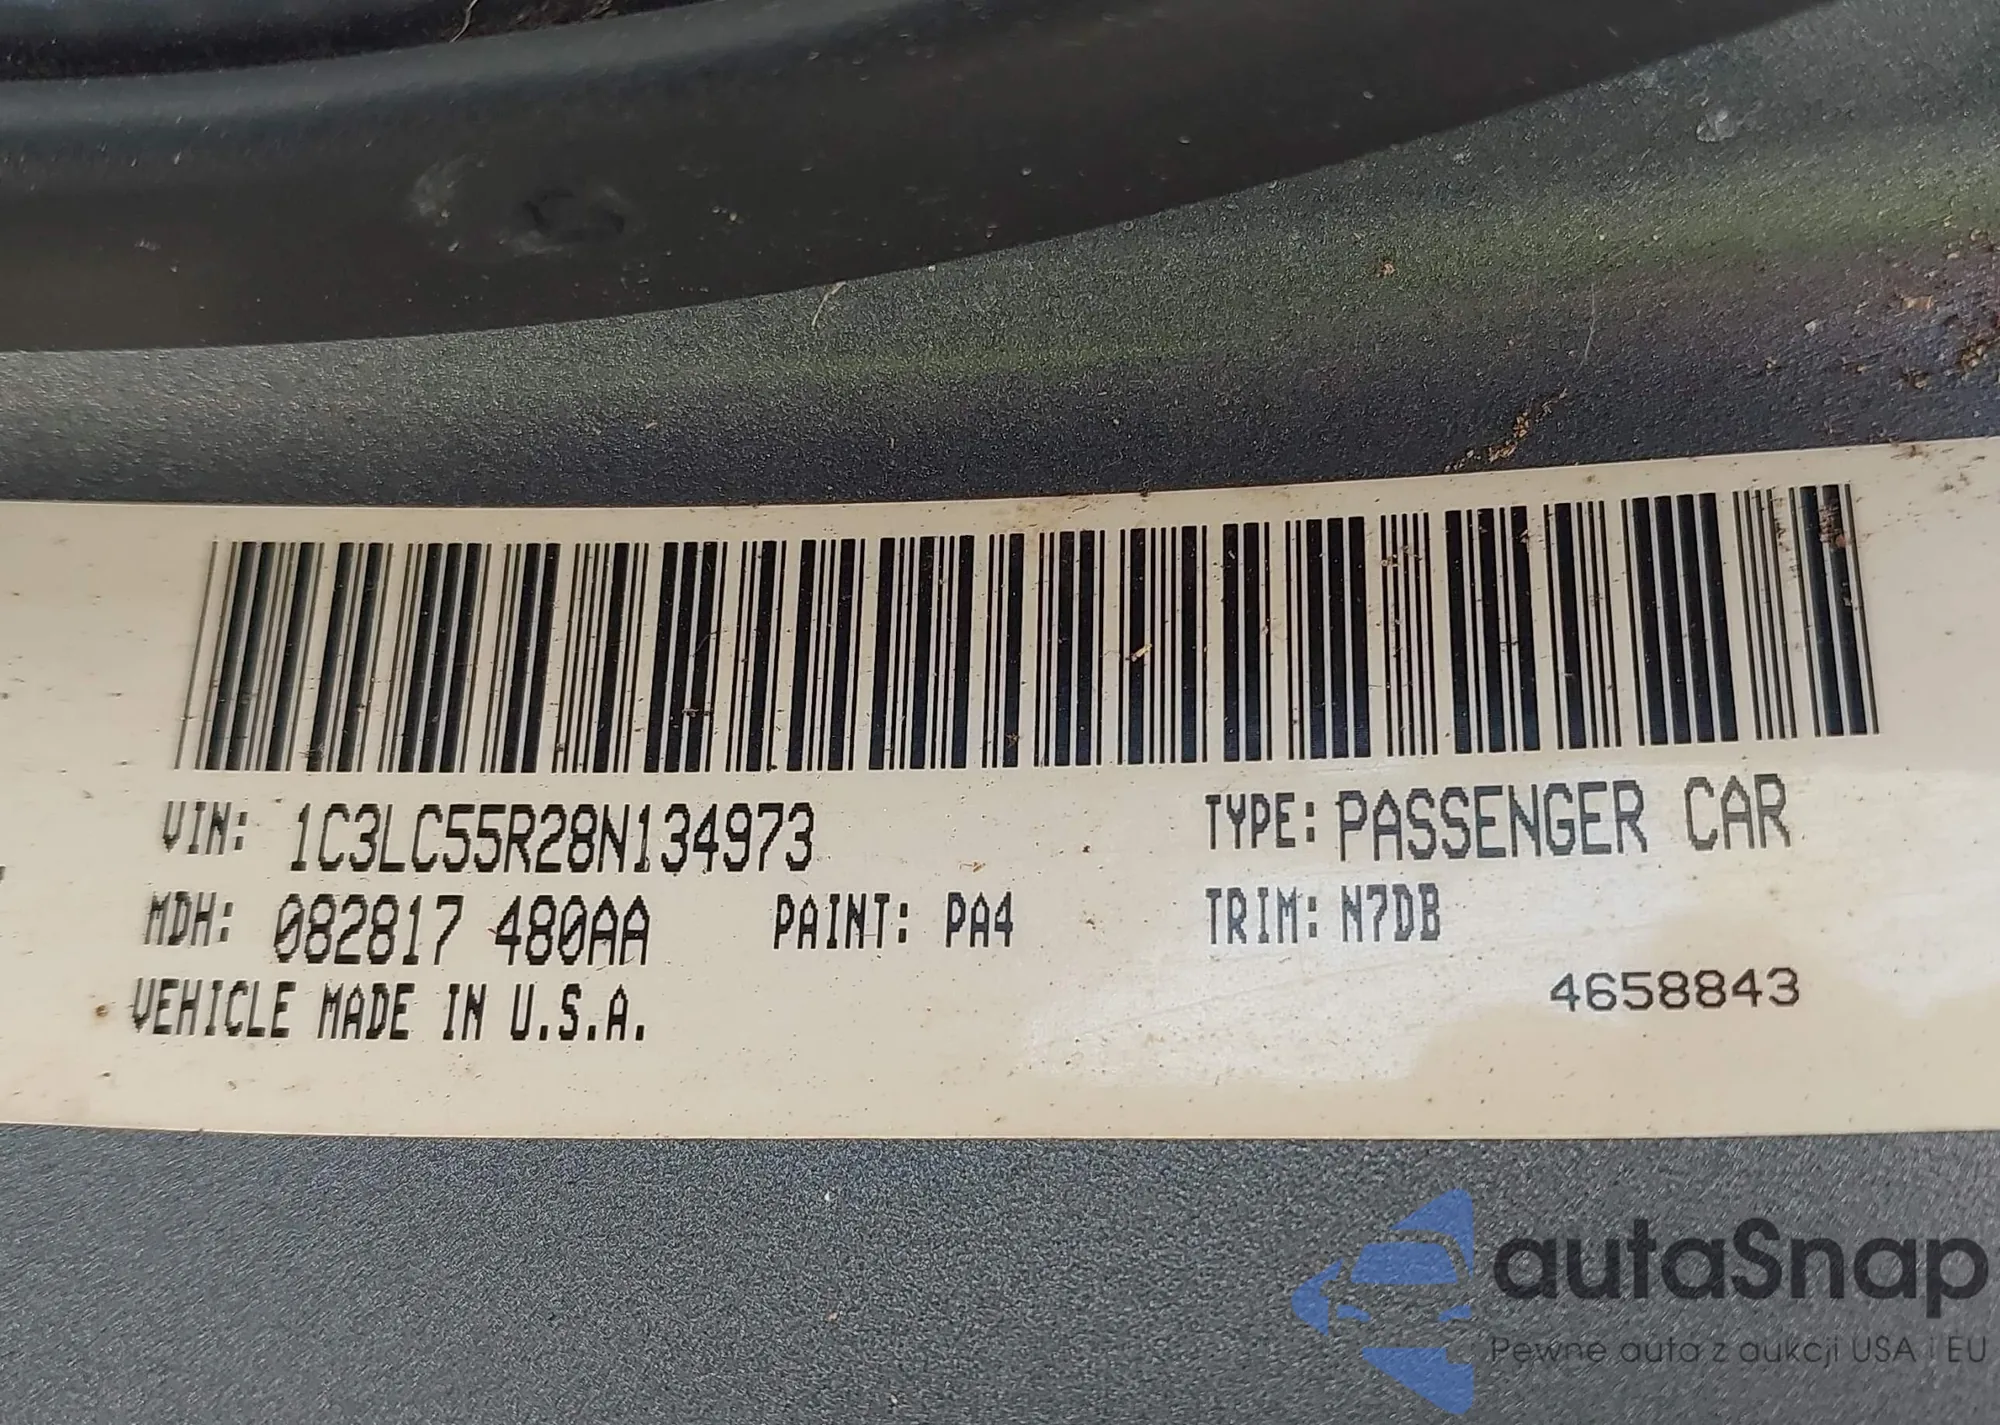 VIN: 1C3LC55R28N134973
TYPE: PASSENGER CAR
MDH: 082817 480AA
PAINT: PA4
TRIM: N7DB
VEHICLE MADE IN U.S.A.
4658843
autaSnap
Pewne auta z aukcji USA i EU